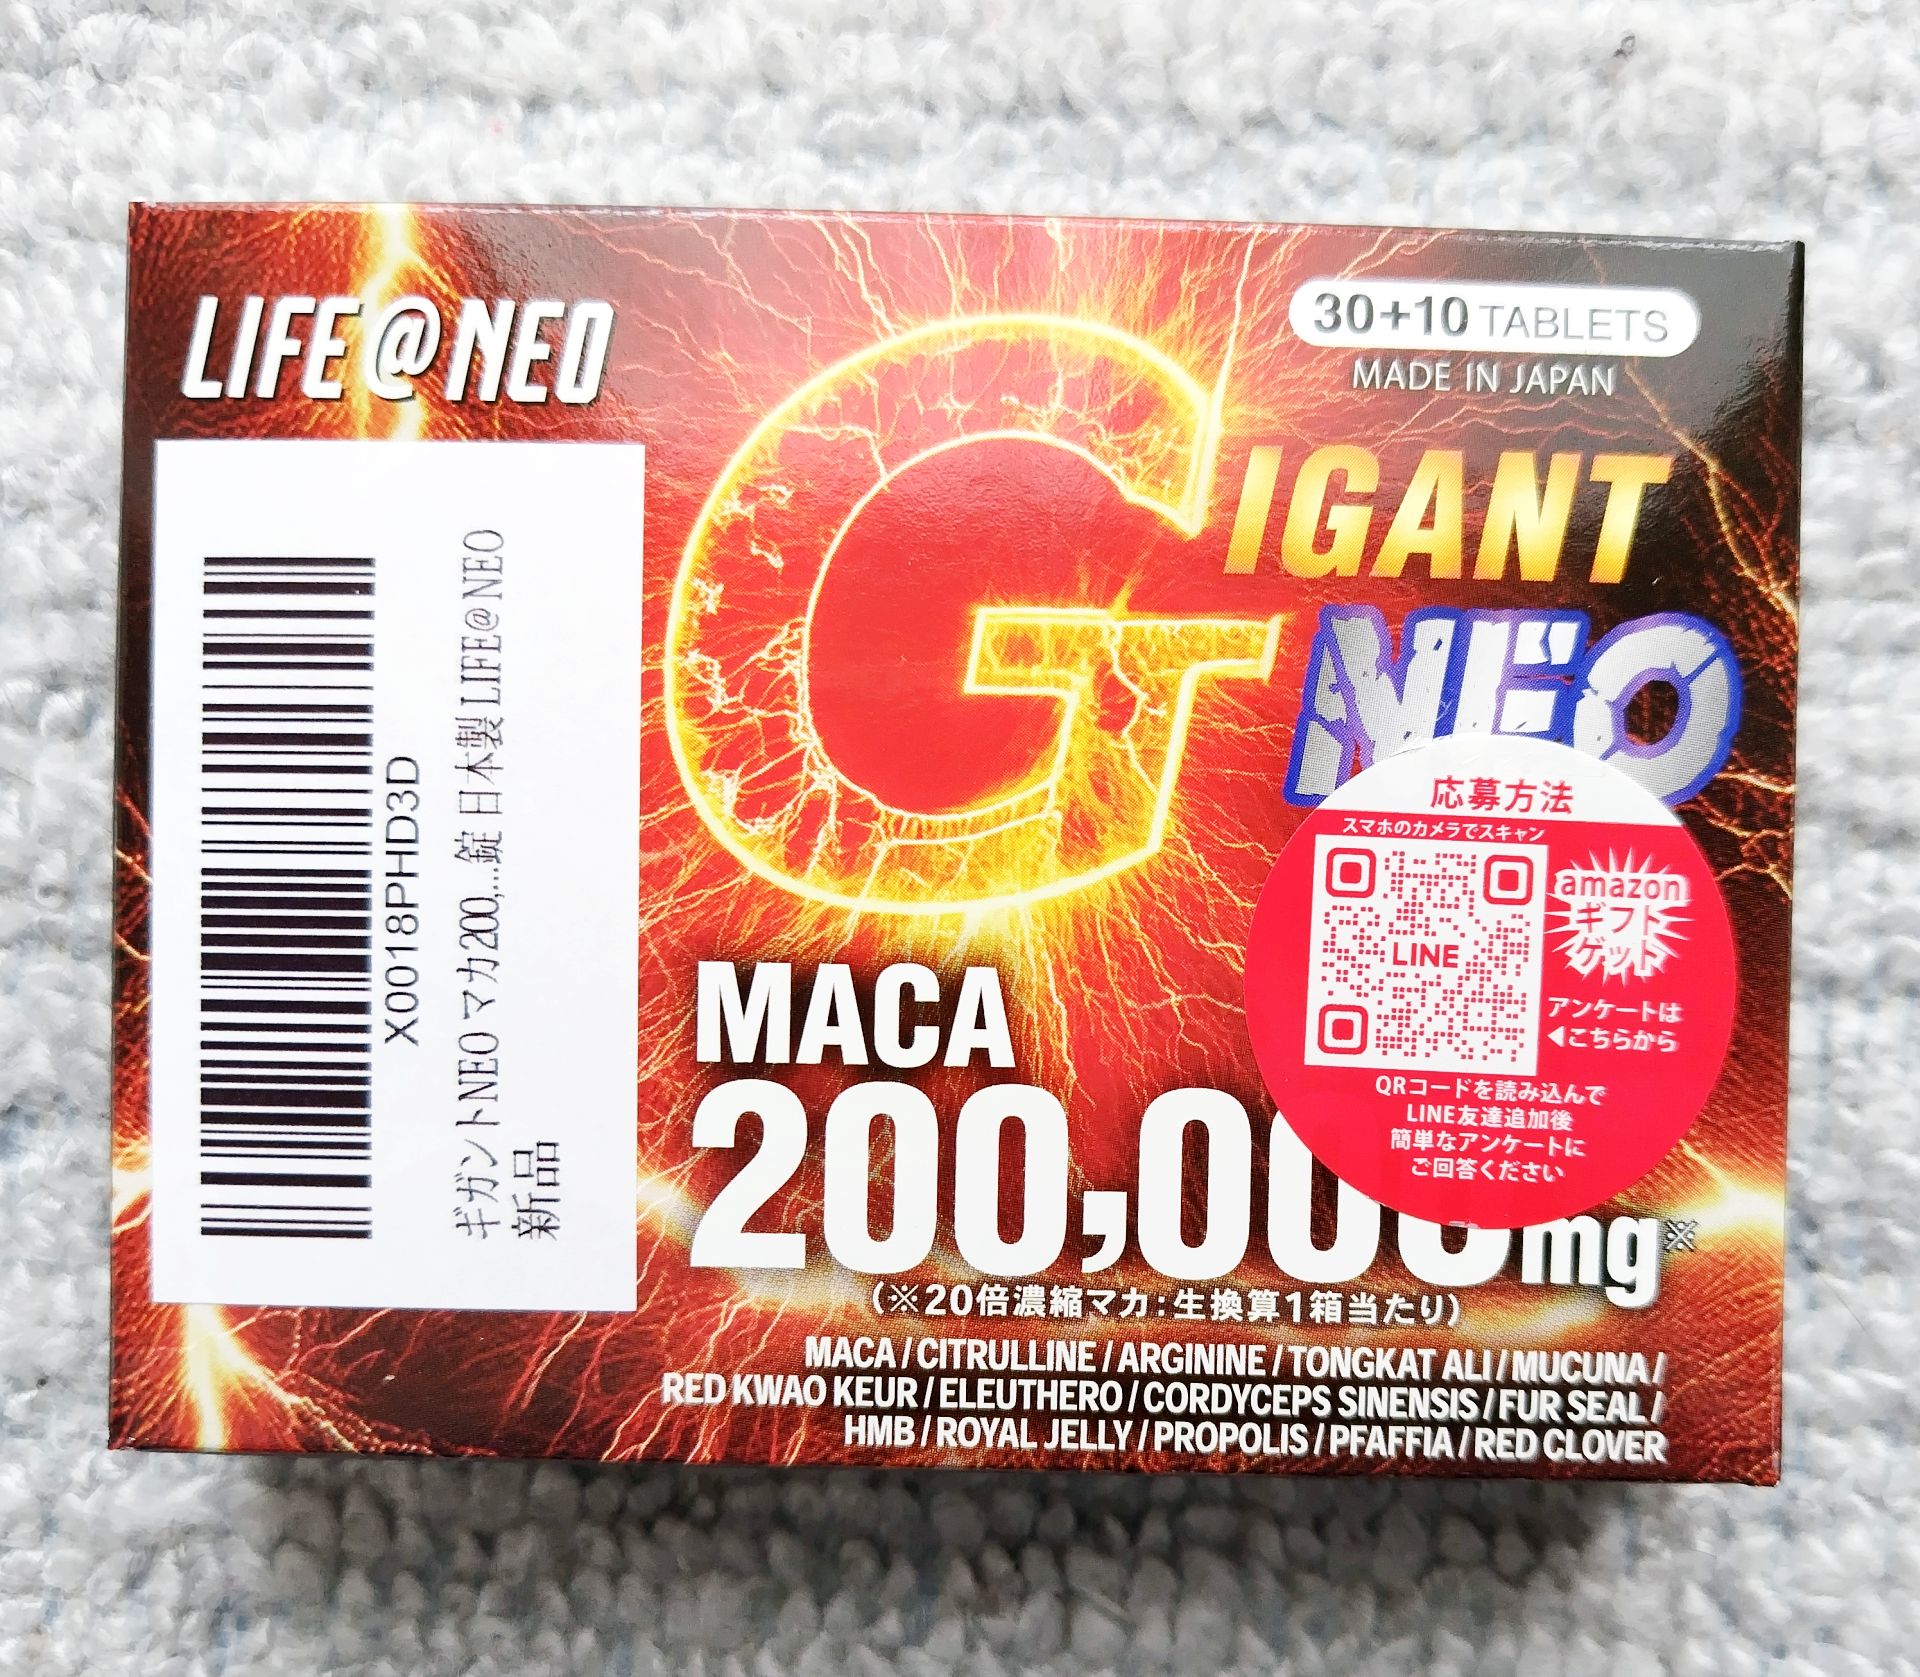 LIFE@NEO
30+10 TABLETS
MADE IN JAPAN
GIGANT
NEO
X0018PHD3D
ギガントNEO マカ200,...錠 日本製 LIFE@NEO
新品
応募方法
スマホのカメラでスキャン
LINE
amazon
ギフト
ゲット
アンケートは
◀こちらから
QRコードを読み込んで
LINE友達追加後
簡単なアンケートに
ご回答ください
MACA
200,000mg※
(※20倍濃縮マカ:生換算1箱当たり)
MACA/CITRULLINE/ARGININE/TONGKAT ALI/MUCUNA/
RED KWAO KEUR/ELEUTHERO/CORDYCEPS SINENSIS/FUR SEAL/
HMB/ROYAL JELLY/PROPOLIS/PFAFFIA/RED CLOVER